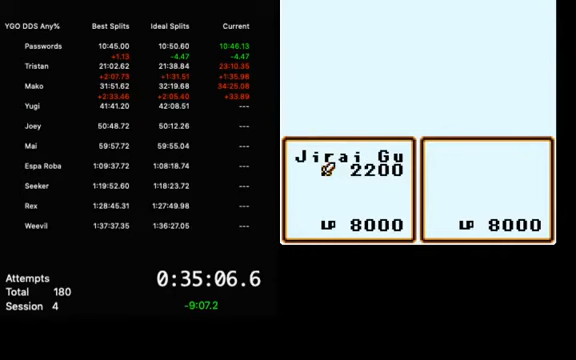 YGO DDS Any% Best Splits Ideal Splits Current
Passwords 10:45.00 10:50.60 10:46.13
+1.13 -4.47 -4.47
Tristan 21:02.62 21:38.84 23:10.35
+2:07.73 +1:31.51 +1:35.98
Mako 31:51.62 32:19.68 34:25.08
+2:33.46 +2:05.40 +33.89
Yugi 41:41.20 42:08.51 ---
Joey 50:48.72 50:12.26 ---
Mai 59:57.72 59:55.04 ---
Espa Roba 1:09:37.72 1:08:18.74 ---
Seeker 1:19:52.60 1:18:23.72 ---
Rex 1:28:45.31 1:27:49.98 ---
Weevil 1:37:37.35 1:36:27.05 ---
Attempts
Total 180
Session 4
0:35:06.6
-9:07.2
Jirai Gu
2200
LP 8000
LP 8000